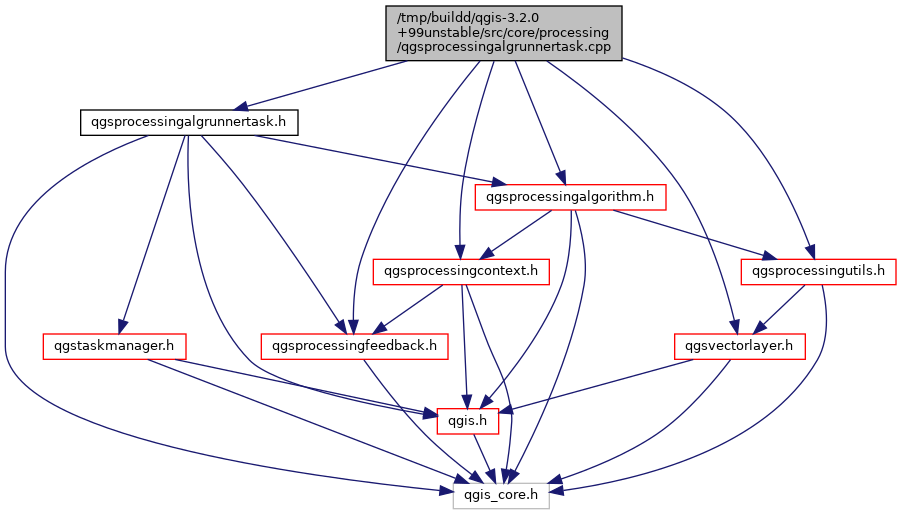 /tmp/buildd/qgis-3.2.0
+99unstable/src/core/processing
/qgsprocessingalgrunnertask.cpp
qgsprocessingalgrunnertask.h
qgsprocessingalgorithm.h
qgsprocessingcontext.h
qgsprocessingutils.h
qgstaskmanager.h
qgsprocessingfeedback.h
qgsvectorlayer.h
qgis.h
qgis_core.h